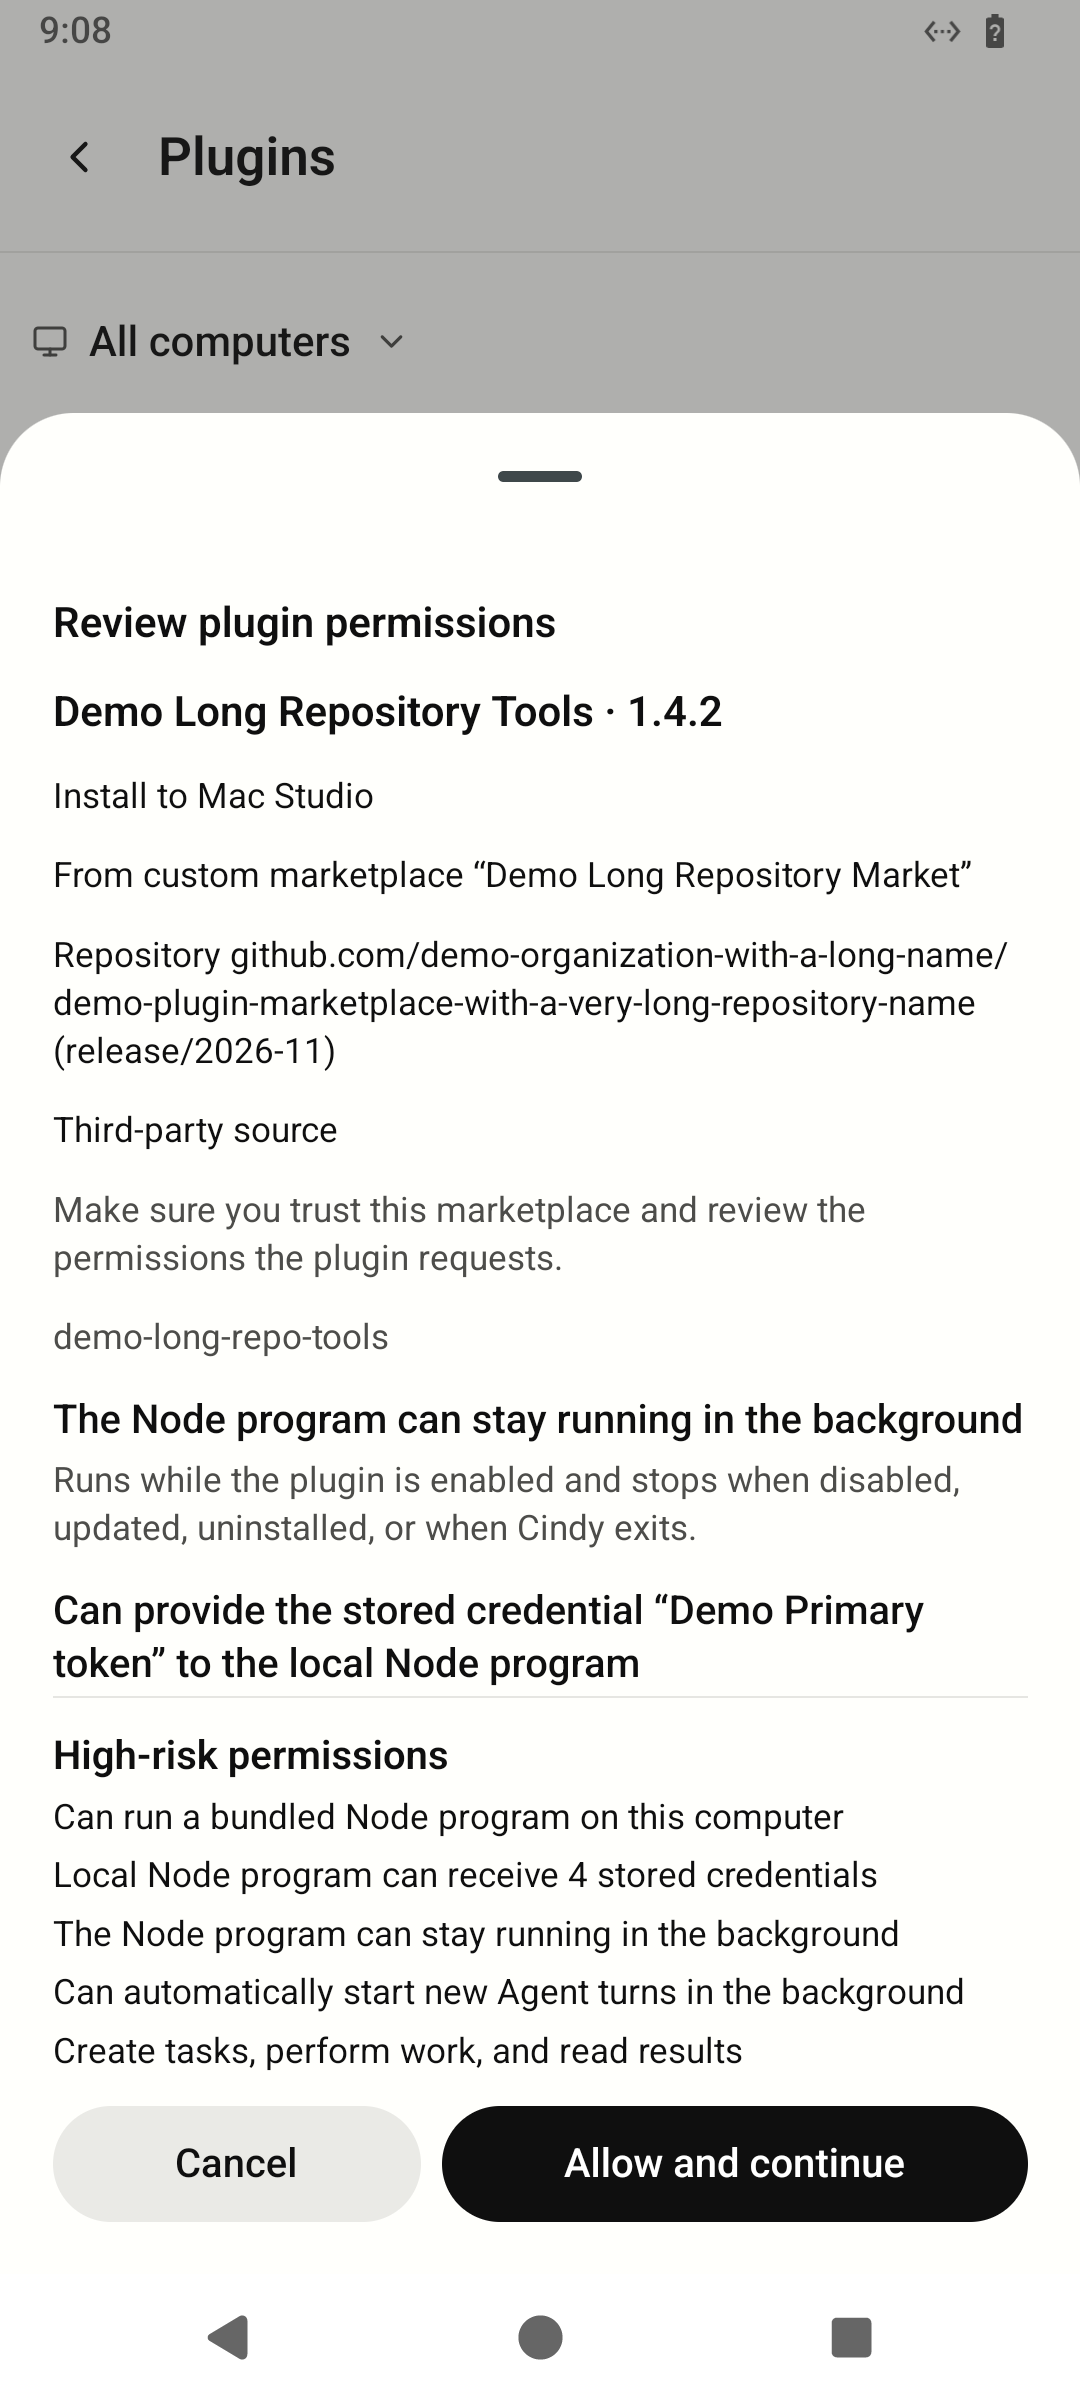 9:08
Plugins
All computers
Review plugin permissions
Demo Long Repository Tools · 1.4.2
Install to Mac Studio
From custom marketplace “Demo Long Repository Market”
Repository github.com/demo-organization-with-a-long-name/
demo-plugin-marketplace-with-a-very-long-repository-name
(release/2026-11)
Third-party source
Make sure you trust this marketplace and review the
permissions the plugin requests.
demo-long-repo-tools
The Node program can stay running in the background
Runs while the plugin is enabled and stops when disabled,
updated, uninstalled, or when Cindy exits.
Can provide the stored credential “Demo Primary
token” to the local Node program
High-risk permissions
Can run a bundled Node program on this computer
Local Node program can receive 4 stored credentials
The Node program can stay running in the background
Can automatically start new Agent turns in the background
Create tasks, perform work, and read results
Cancel
Allow and continue